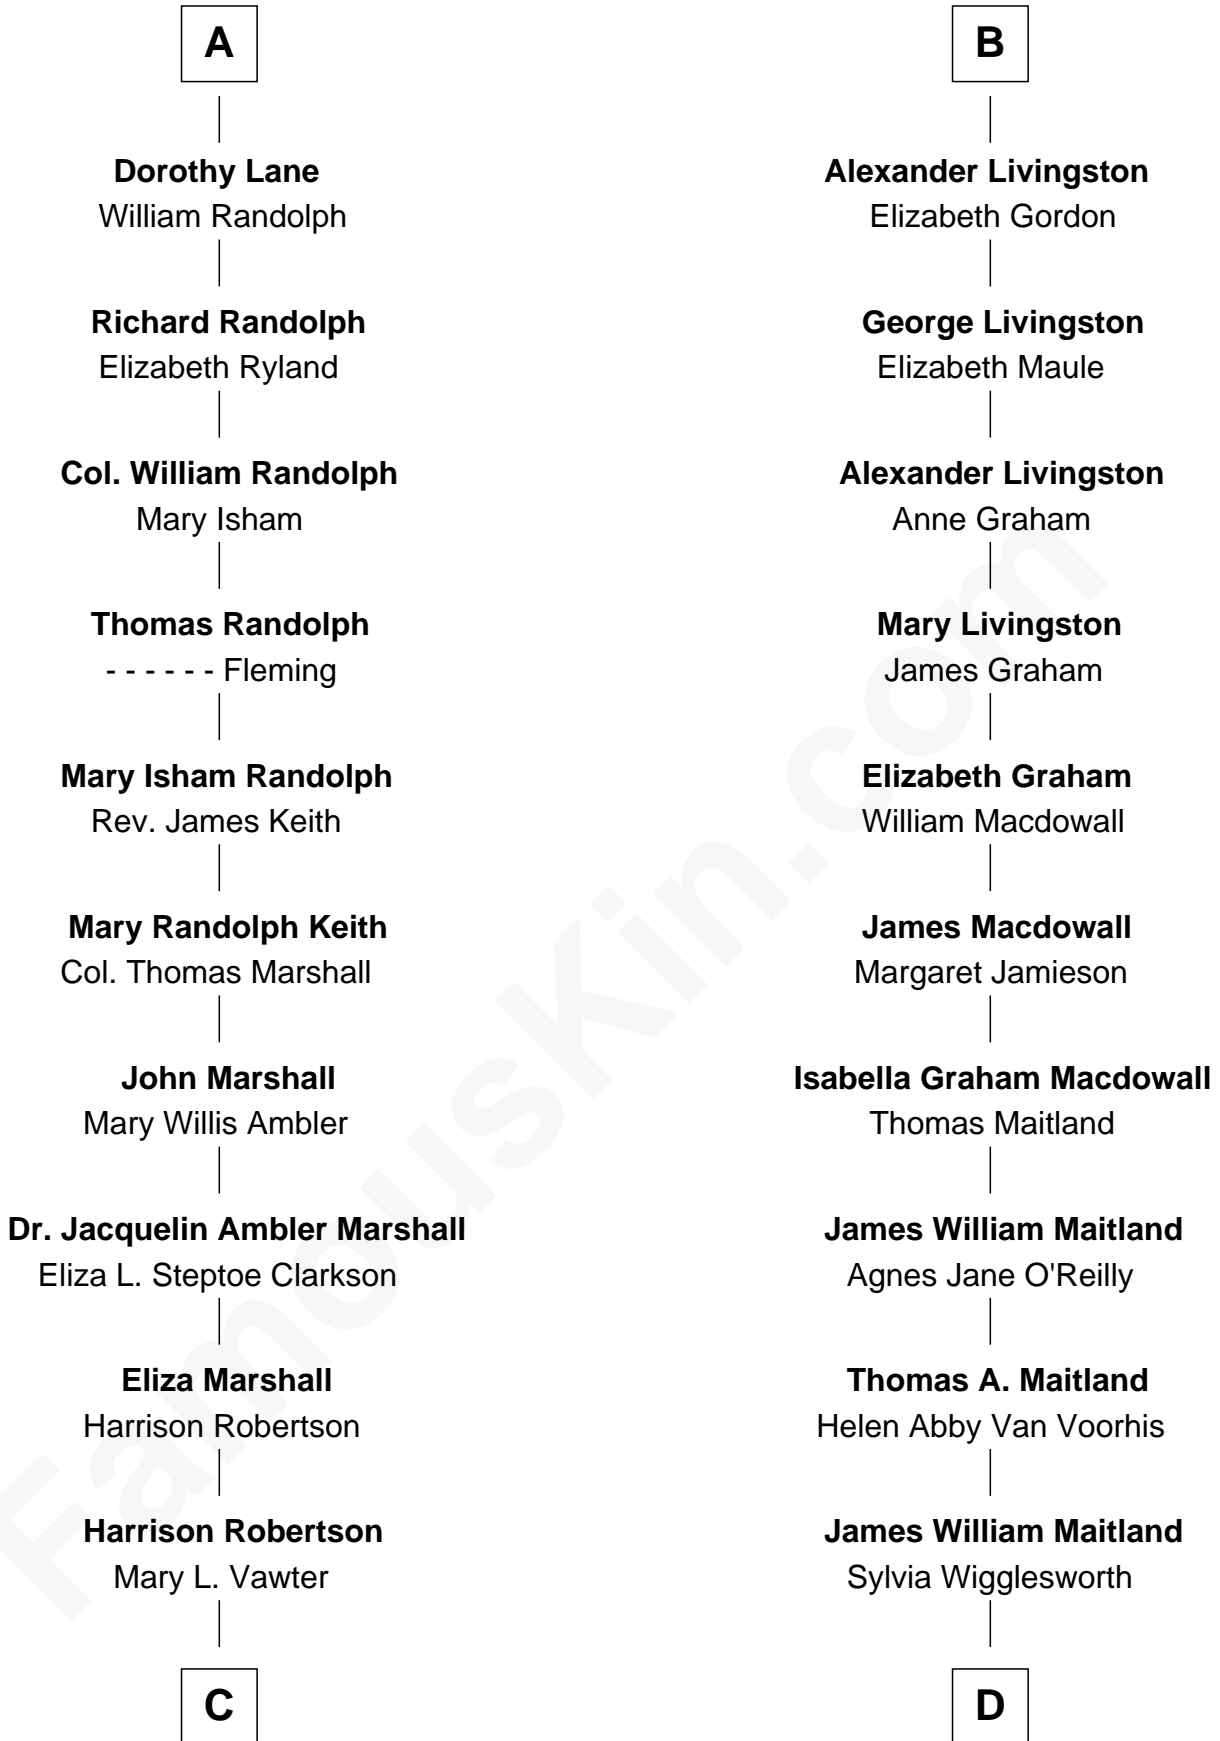 A
Dorothy Lane
William Randolph
Richard Randolph
Elizabeth Ryland
Col. William Randolph
Mary Isham
Thomas Randolph
- - - - - - Fleming
Mary Isham Randolph
Rev. James Keith
Mary Randolph Keith
Col. Thomas Marshall
John Marshall
Mary Willis Ambler
Dr. Jacquelin Ambler Marshall
Eliza L. Steptoe Clarkson
Eliza Marshall
Harrison Robertson
Harrison Robertson
Mary L. Vawter
C
B
Alexander Livingston
Elizabeth Gordon
George Livingston
Elizabeth Maule
Alexander Livingston
Anne Graham
Mary Livingston
James Graham
Elizabeth Graham
William Macdowall
James Macdowall
Margaret Jamieson
Isabella Graham Macdowall
Thomas Maitland
James William Maitland
Agnes Jane O'Reilly
Thomas A. Maitland
Helen Abby Van Voorhis
James William Maitland
Sylvia Wigglesworth
D
FamousKin.com